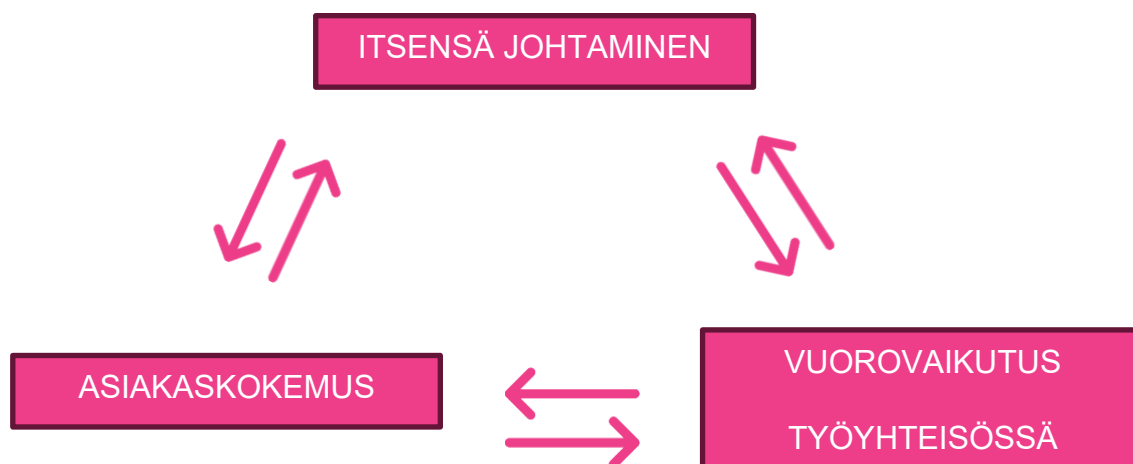 ITSENSÄ JOHTAMINEN
ASIAKASKOKEMUS
VUOROVAIKUTUS
TYÖYHTEISÖSSÄ